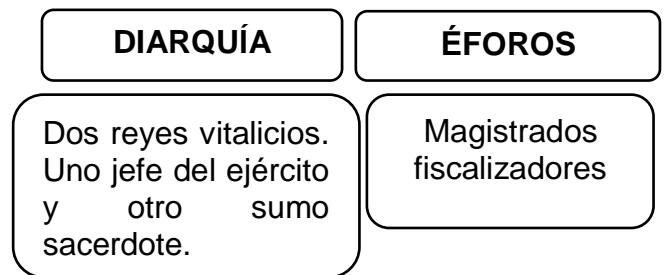 DIARQUÍA
ÉFOROS
Dos reyes vitalicios.
Uno jefe del ejército
y otro sumo
sacerdote.
Magistrados
fiscalizadores